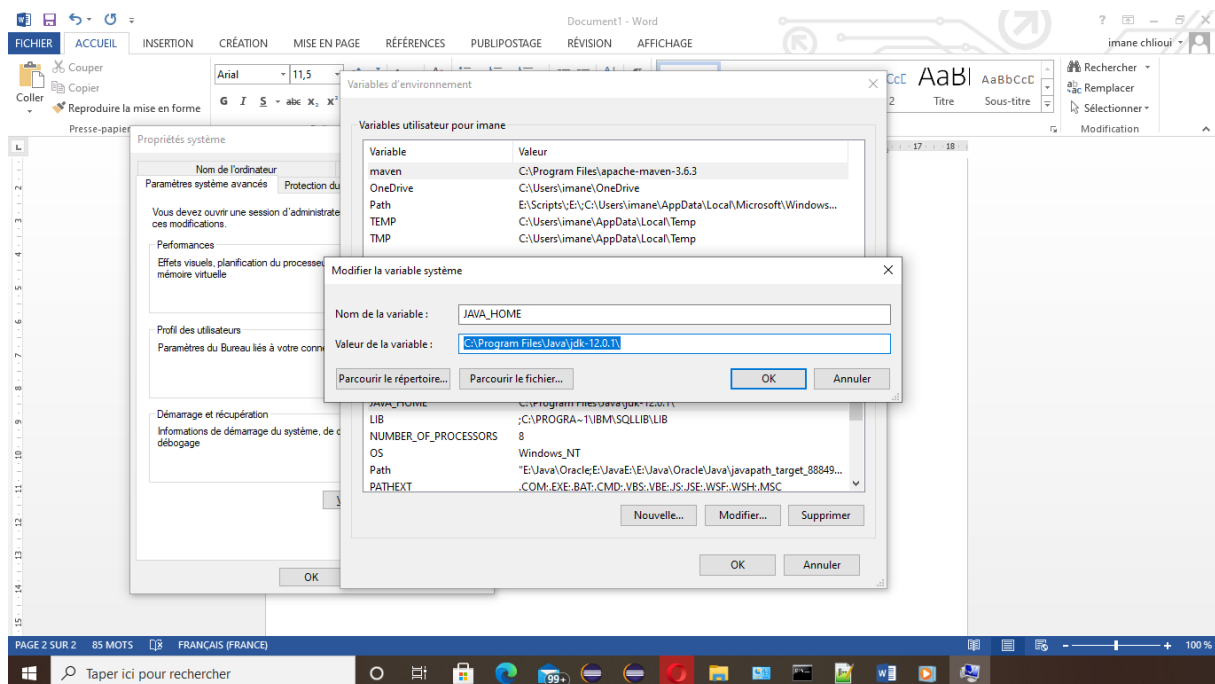 Document1 - Word
FICHIER ACCUEIL INSERTION CRÉATION MISE EN PAGE RÉFÉRENCES PUBLIPOSTAGE RÉVISION AFFICHAGE imane chlioui
Couper
Copier
Coller
Reproduire la mise en forme
Presse-papier
Arial 11,5
G I S abc X₂ X²
AaBl AaBbCcC
Titre Sous-titre
Rechercher
Remplacer
Sélectionner
Modification
17 18
Propriétés système
Nom de l'ordinateur
Paramètres système avancés Protection du
Vous devez ouvrir une session d'administrate
ces modifications.
Performances
Effets visuels, planification du processeu
mémoire virtuelle
Profil des utilisateurs
Paramètres du Bureau liés à votre conne
Démarrage et récupération
Informations de démarrage du système, de d
débogage
OK
Variables d'environnement
Variables utilisateur pour imane
Variable Valeur
maven C:\Program Files\apache-maven-3.6.3
OneDrive C:\Users\imane\OneDrive
Path E:\Scripts\;E:\;C:\Users\imane\AppData\Local\Microsoft\Windows...
TEMP C:\Users\imane\AppData\Local\Temp
TMP C:\Users\imane\AppData\Local\Temp
Modifier la variable système
Nom de la variable : JAVA_HOME
Valeur de la variable : C:\Program Files\Java\jdk-12.0.1\
Parcourir le répertoire... Parcourir le fichier... OK Annuler
JAVA_HOME C:\Program Files\Java\jdk-12.0.1\
LIB ;C:\PROGRA~1\IBM\SQLLIB\LIB
NUMBER_OF_PROCESSORS 8
OS Windows_NT
Path "E:\Java\Oracle;E:\JavaE:\E:\Java\Oracle\Java\javapath_target_88849...
PATHEXT .COM;.EXE;.BAT;.CMD;.VBS;.VBE;.JS;.JSE;.WSF;.WSH;.MSC
Nouvelle... Modifier... Supprimer
OK Annuler
PAGE 2 SUR 2 85 MOTS FRANÇAIS (FRANCE) 100 %
Taper ici pour rechercher
99+